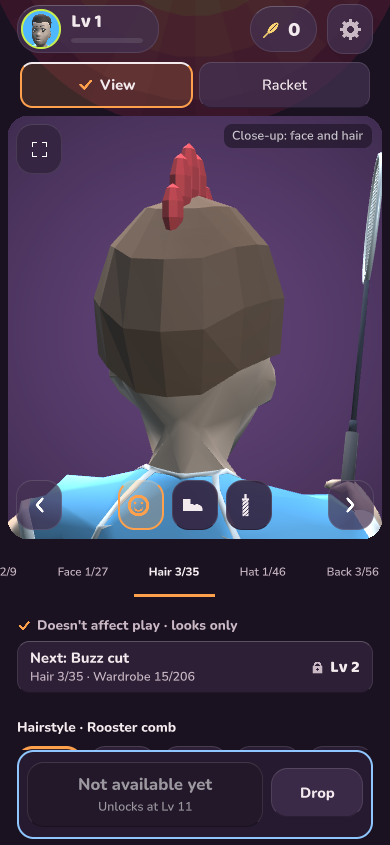 Lv 1
0
View
Racket
Close-up: face and hair
2/9
Face 1/27
Hair 3/35
Hat 1/46
Back 3/56
Doesn't affect play · looks only
Next: Buzz cut
Hair 3/35 · Wardrobe 15/206
Lv 2
Hairstyle · Rooster comb
Not available yet
Unlocks at Lv 11
Drop